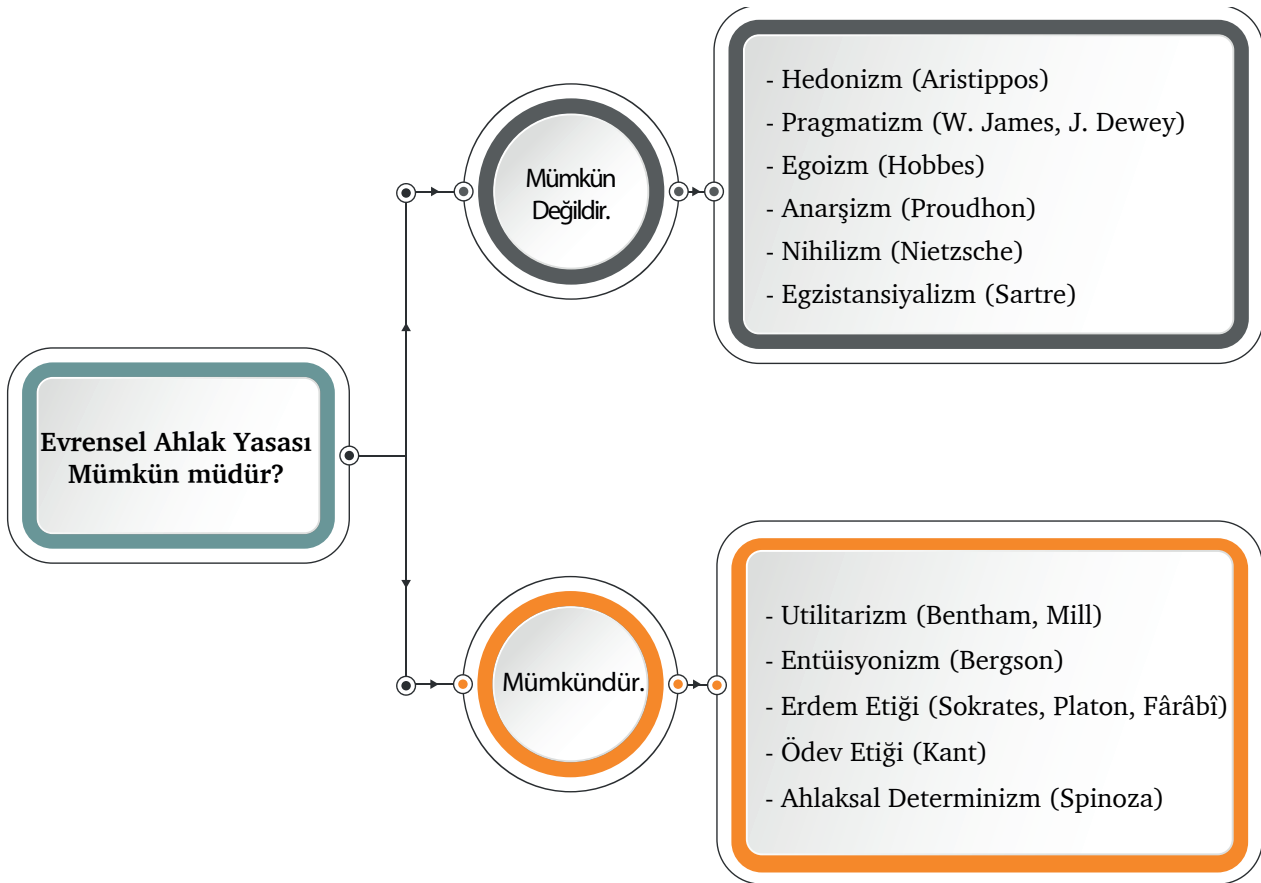 Evrensel Ahlak Yasası
Mümkün müdür?
Mümkün
Değildir.
- Hedonizm (Aristippos)
- Pragmatizm (W. James, J. Dewey)
- Egoizm (Hobbes)
- Anarşizm (Proudhon)
- Nihilizm (Nietzsche)
- Egzistansiyalizm (Sartre)
Mümkündür.
- Utilitarizm (Bentham, Mill)
- Entüisyonizm (Bergson)
- Erdem Etiği (Sokrates, Platon, Fârâbî)
- Ödev Etiği (Kant)
- Ahlaksal Determinizm (Spinoza)